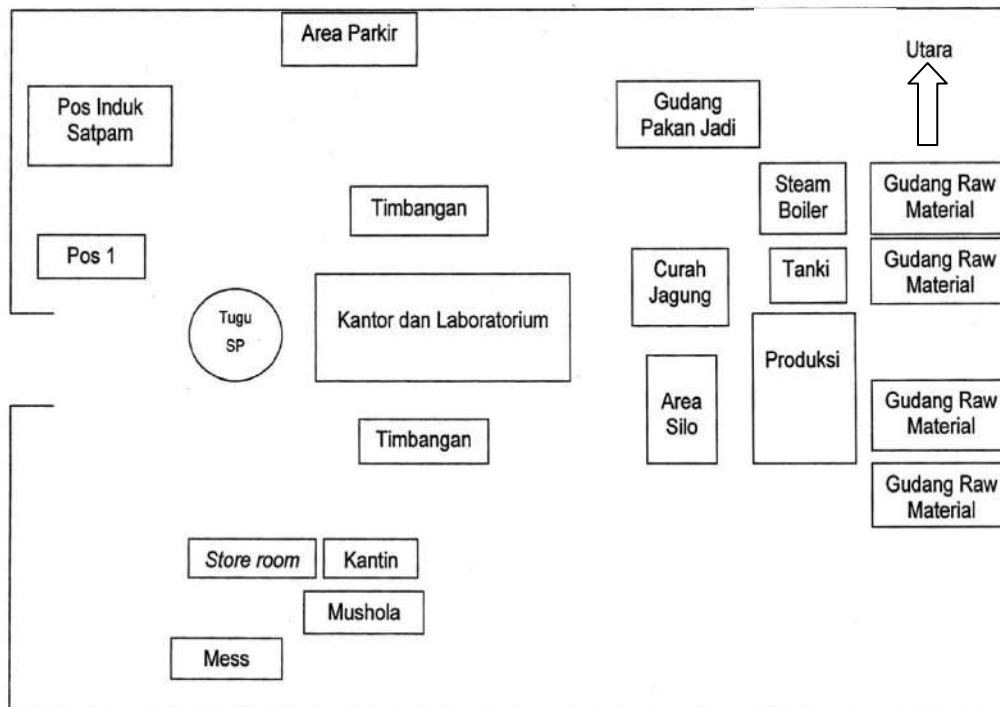 Area Parkir
Utara
Pos Induk
Satpam
Gudang
Pakan Jadi
Timbangan
Steam
Boiler
Gudang Raw
Material
Pos 1
Curah
Jagung
Tanki
Gudang Raw
Material
Tugu
SP
Kantor dan Laboratorium
Produksi
Area
Silo
Gudang Raw
Material
Timbangan
Gudang Raw
Material
Store room
Kantin
Mushola
Mess